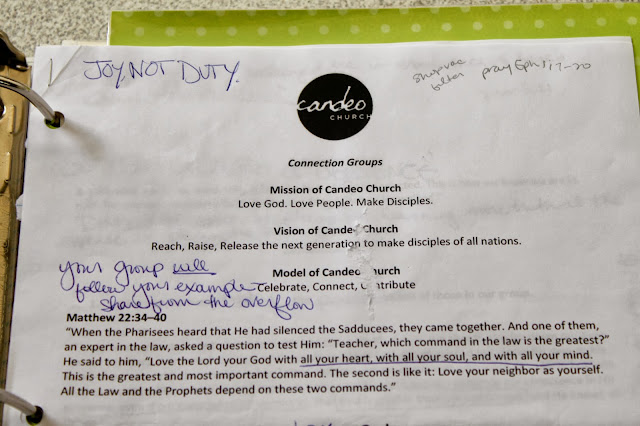 JOY, NOT DUTY.
pray Eph 1:17-20
candeo
CHURCH
Connection Groups
Mission of Candeo Church
Love God. Love People. Make Disciples.
Vision of Cande Church
Reach, Raise, Release the next generation to make disciples of all nations.
your group will
follow your example
share from the overflow
Model of Candeo hurch
Celebrate, Connect, C ntribute
Matthew 22:34–40
"When the Pharisees heard that He had silenced the Sadducees, they came together. And one of them,
an expert in the law, asked a question to test Him: "Teacher, which command in the law is the greatest?"
He said to him, "Love the Lord your God with all your heart, with all your soul, and with all your mind.
This is the greatest and most important command. The second is like it: Love your neighbor as yourself.
All the Law and the Prophets depend on these two commands."